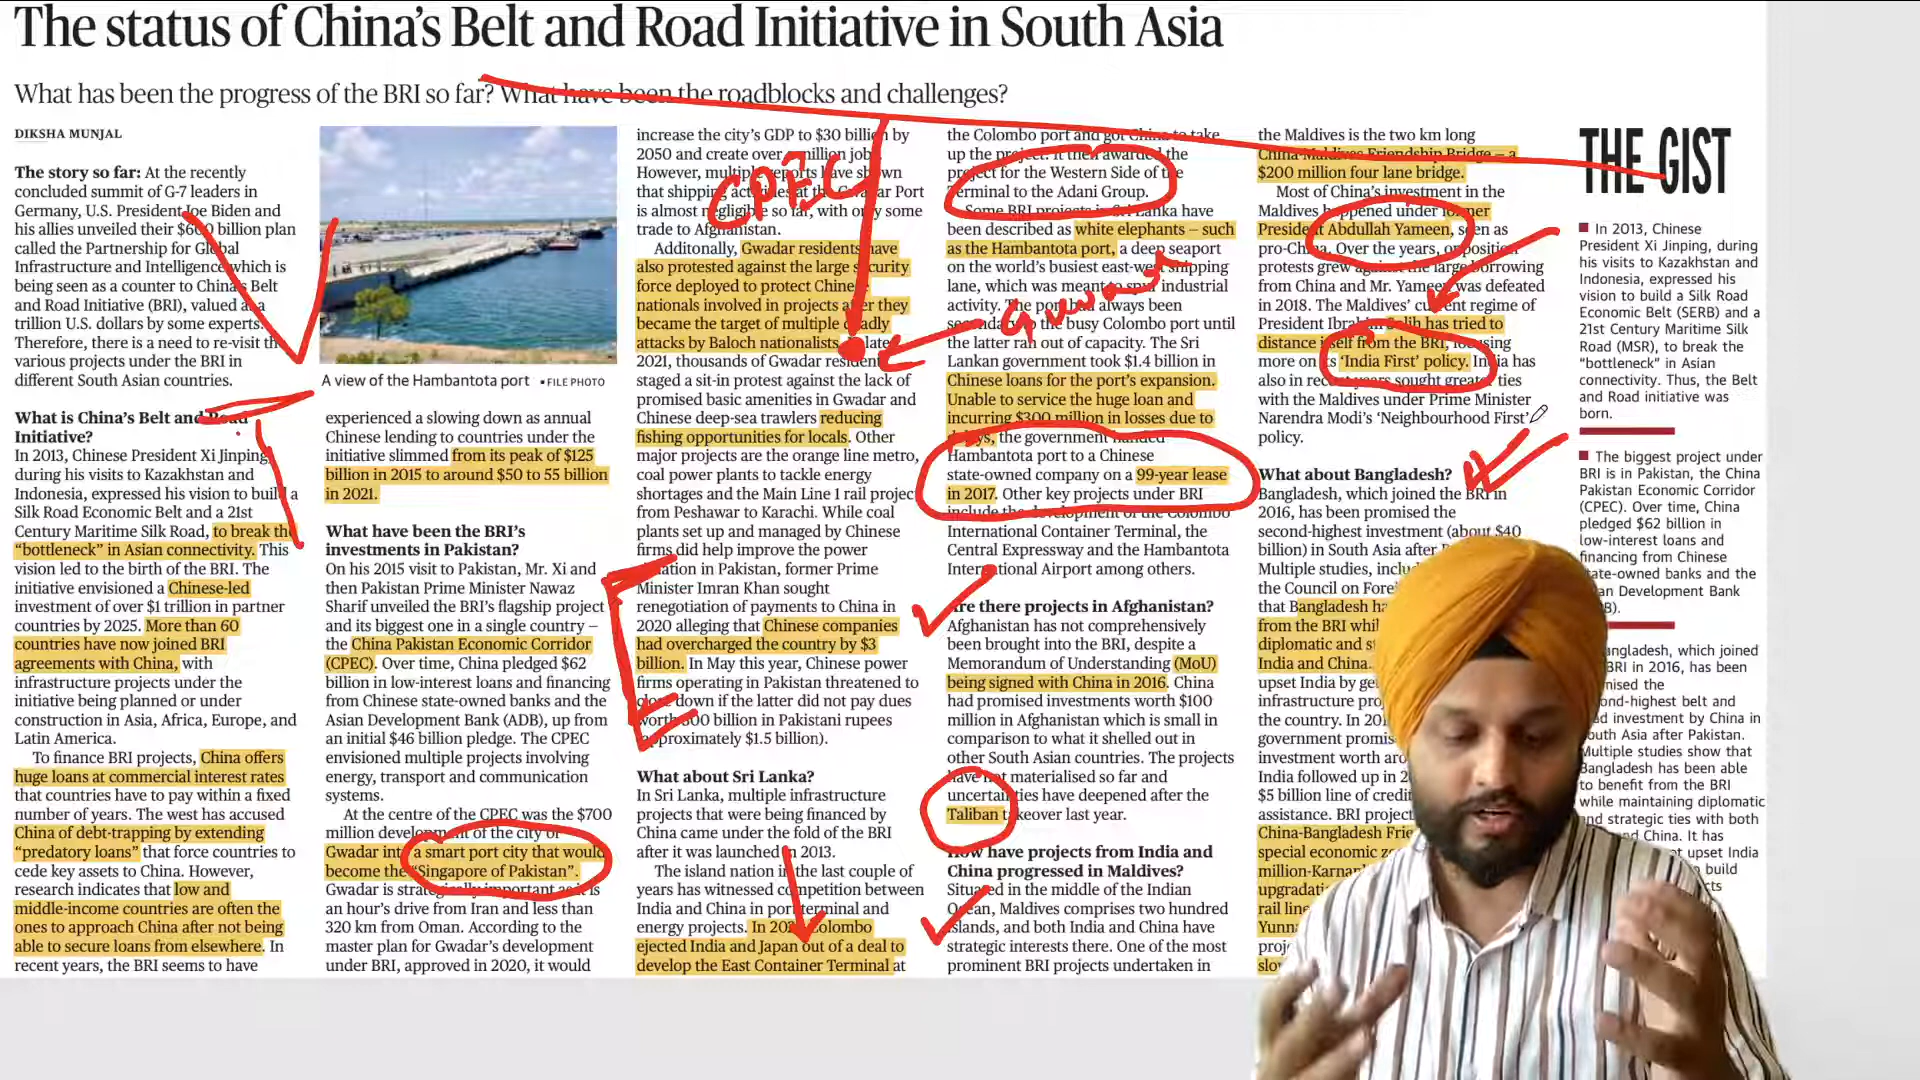 The status of China's Belt and Road Initiative in South Asia
What has been the progress of the BRI so far? What have been the roadblocks and challenges?
DIKSHA MUNJAL
The story so far: At the recently
concluded summit of G-7 leaders in
Germany, U.S. President Joe Biden and
his allies unveiled their $600 billion plan
called the Partnership for Global
Infrastructure and Intelligence which is
being seen as a counter to China's Belt
and Road Initiative (BRI), valued at a
trillion U.S. dollars by some experts.
Therefore, there is a need to re-visit the
various projects under the BRI in
different South Asian countries.
What is China's Belt and Road
Initiative?
In 2013, Chinese President Xi Jinping,
during his visits to Kazakhstan and
Indonesia, expressed his vision to build a
Silk Road Economic Belt and a 21st
Century Maritime Silk Road, to break the
"bottleneck" in Asian connectivity. This
vision led to the birth of the BRI. The
initiative envisioned a Chinese-led
investment of over $1 trillion in partner
countries by 2025. More than 60
countries have now joined BRI
agreements with China, with
infrastructure projects under the
initiative being planned or under
construction in Asia, Africa, Europe, and
Latin America.
To finance BRI projects, China offers
huge loans at commercial interest rates
that countries have to pay within a fixed
number of years. The west has accused
China of debt-trapping by extending
"predatory loans" that force countries to
cede key assets to China. However,
research indicates that low and
middle-income countries are often the
ones to approach China after not being
able to secure loans from elsewhere. In
recent years, the BRI seems to have
A view of the Hambantota port ▪FILE PHOTO
experienced a slowing down as annual
Chinese lending to countries under the
initiative slimmed from its peak of $125
billion in 2015 to around $50 to 55 billion
in 2021.
What have been the BRI's
investments in Pakistan?
On his 2015 visit to Pakistan, Mr. Xi and
then Pakistan Prime Minister Nawaz
Sharif unveiled the BRI's flagship project
and its biggest one in a single country –
the China Pakistan Economic Corridor
(CPEC). Over time, China pledged $62
billion in low-interest loans and financing
from Chinese state-owned banks and the
Asian Development Bank (ADB), up from
an initial $46 billion pledge. The CPEC
envisioned multiple projects involving
energy, transport and communication
systems.
At the centre of the CPEC was the $700
million development of the city of
Gwadar into a smart port city that would
become the "Singapore of Pakistan".
Gwadar is strategically important as it is
an hour's drive from Iran and less than
320 km from Oman. According to the
master plan for Gwadar's development
under BRI, approved in 2020, it would
increase the city's GDP to $30 billion by
2050 and create over a million jobs.
However, multiple reports have shown
that shipping activities at the Gwadar Port
is almost negligible so far, with only some
trade to Afghanistan.
Additonally, Gwadar residents have
also protested against the large security
force deployed to protect Chinese
nationals involved in projects after they
became the target of multiple deadly
attacks by Baloch nationalists. In late
2021, thousands of Gwadar residents
staged a sit-in protest against the lack of
promised basic amenities in Gwadar and
Chinese deep-sea trawlers reducing
fishing opportunities for locals. Other
major projects are the orange line metro,
coal power plants to tackle energy
shortages and the Main Line 1 rail project
from Peshawar to Karachi. While coal
plants set up and managed by Chinese
firms did help improve the power
situation in Pakistan, former Prime
Minister Imran Khan sought
renegotiation of payments to China in
2020 alleging that Chinese companies
had overcharged the country by $3
billion. In May this year, Chinese power
firms operating in Pakistan threatened to
close down if the latter did not pay dues
worth 300 billion in Pakistani rupees
(approximately $1.5 billion).
What about Sri Lanka?
In Sri Lanka, multiple infrastructure
projects that were being financed by
China came under the fold of the BRI
after it was launched in 2013.
The island nation in the last couple of
years has witnessed competition between
India and China in port terminal and
energy projects. In Colombo
ejected India and Japan out of a deal to
develop the East Container Terminal at
the Colombo port and got China to take
up the project. It then awarded the
project for the Western Side of the
Terminal to the Adani Group.
Some BRI projects in Sri Lanka have
been described as white elephants – such
as the Hambantota port, a deep seaport
on the world's busiest east-west shipping
lane, which was meant to spur industrial
activity. The port had always been
secondary to the busy Colombo port until
the latter ran out of capacity. The Sri
Lankan government took $1.4 billion in
Chinese loans for the port's expansion.
Unable to service the huge loan and
incurring $300 million in losses due to
delays, the government handed
Hambantota port to a Chinese
state-owned company on a 99-year lease
in 2017. Other key projects under BRI
include the development of the Colombo
International Container Terminal, the
Central Expressway and the Hambantota
International Airport among others.
Are there projects in Afghanistan?
Afghanistan has not comprehensively
been brought into the BRI, despite a
Memorandum of Understanding (MoU)
being signed with China in 2016. China
had promised investments worth $100
million in Afghanistan which is small in
comparison to what it shelled out in
other South Asian countries. The projects
have not materialised so far and
uncertainties have deepened after the
Taliban takeover last year.
How have projects from India and
China progressed in Maldives?
Situated in the middle of the Indian
Ocean, Maldives comprises two hundred
islands, and both India and China have
strategic interests there. One of the most
prominent BRI projects undertaken in
the Maldives is the two km long
China-Maldives Friendship Bridge – a
$200 million four lane bridge.
Most of China's investment in the
Maldives happened under former
President Abdullah Yameen, seen as
pro-China. Over the years, opposition
protests grew against the large borrowing
from China and Mr. Yameen was defeated
in 2018. The Maldives' current regime of
President Ibrahim Solih has tried to
distance itself from the BRI, focusing
more on its 'India First' policy. India has
also in recent years sought greater ties
with the Maldives under Prime Minister
Narendra Modi's 'Neighbourhood First'
policy.
What about Bangladesh?
Bangladesh, which joined the BRI in
2016, has been promised the
second-highest investment (about $40
billion) in South Asia after
Multiple studies,
the Council on
that Bangladesh
from the BRI
diplomatic and
India and China.
upset India by
infrastructure
the country. In
government
investment worth
India followed up in
$5 billion line of
assistance. BRI
China-Bangladesh
special economic
rail
THE GIST
■ In 2013, Chinese
President Xi Jinping, during
his visits to Kazakhstan and
Indonesia, expressed his
vision to build a Silk Road
Economic Belt (SERB) and a
21st Century Maritime Silk
Road (MSR), to break the
"bottleneck" in Asian
connectivity. Thus, the Belt
and Road initiative was
born.
■ The biggest project under
BRI is in Pakistan, the China
Pakistan Economic Corridor
(CPEC). Over time, China
pledged $62 billion in
low-interest loans and
financing from Chinese
state-owned banks and the
Development Bank
Bangladesh, which joined
BRI in 2016, has been
the
belt and
investment by China in
South Asia after Pakistan.
Multiple studies show that
Bangladesh has been able
to benefit from the BRI
while maintaining diplomatic
and strategic ties with both
and China. It has
upset India
build
CPEC
Gwadar